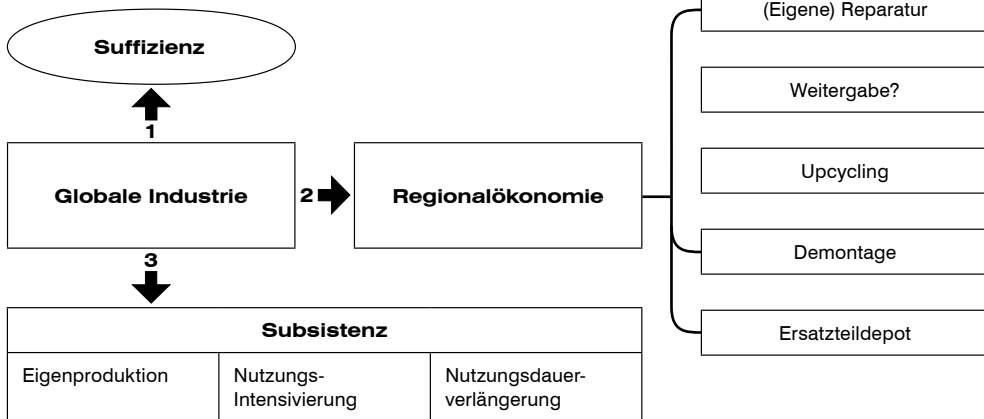 Suffizienz
1
Globale Industrie
2
Regionalökonomie
3
Subsistenz
Eigenproduktion
Nutzungs-
Intensivierung
Nutzungsdauer-
verlängerung
(Eigene) Reparatur
Weitergabe?
Upcycling
Demontage
Ersatzteildepot